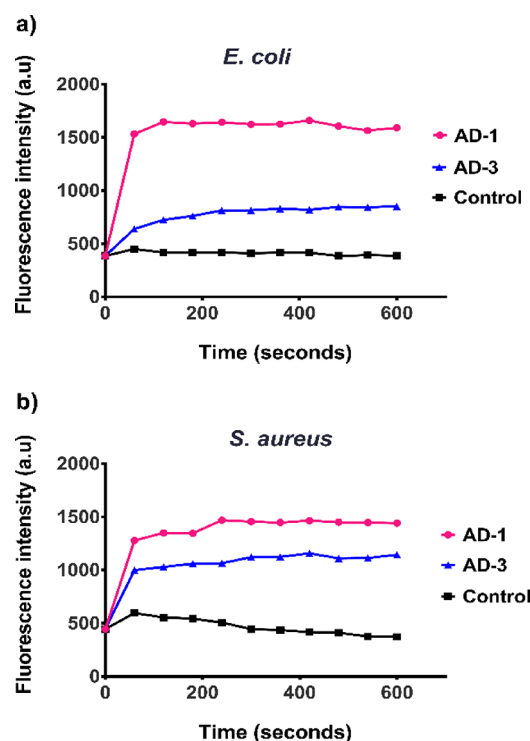 a)
E. coli
Fluorescence intensity (a.u)
2000
1500
1000
500
0
0 200 400 600
Time (seconds)
AD-1
AD-3
Control
b)
S. aureus
Fluorescence intensity (a.u)
2000
1500
1000
500
0
0 200 400 600
Time (seconds)
AD-1
AD-3
Control